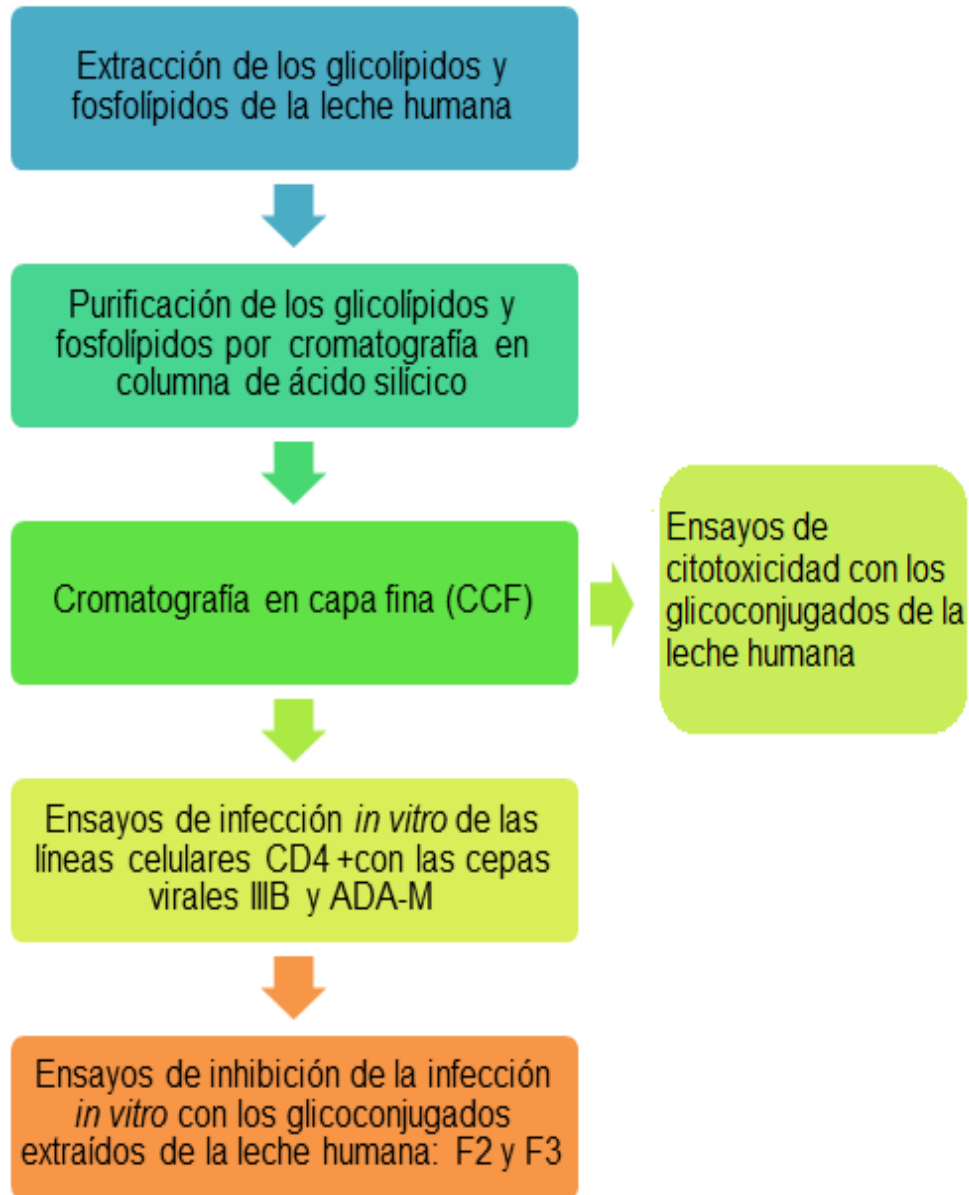 Extracción de los glicolípidos y
fosfolípidos de la leche humana
Purificación de los glicolípidos y
fosfolípidos por cromatografía en
columna de ácido silícico
Cromatografía en capa fina (CCF)
Ensayos de
citotoxicidad con los
glicoconjugados de la
leche humana
Ensayos de infección in vitro de las
líneas celulares CD4 +con las cepas
virales IIIB y ADA-M
Ensayos de inhibición de la infección
in vitro con los glicoconjugados
extraídos de la leche humana: F2 y F3